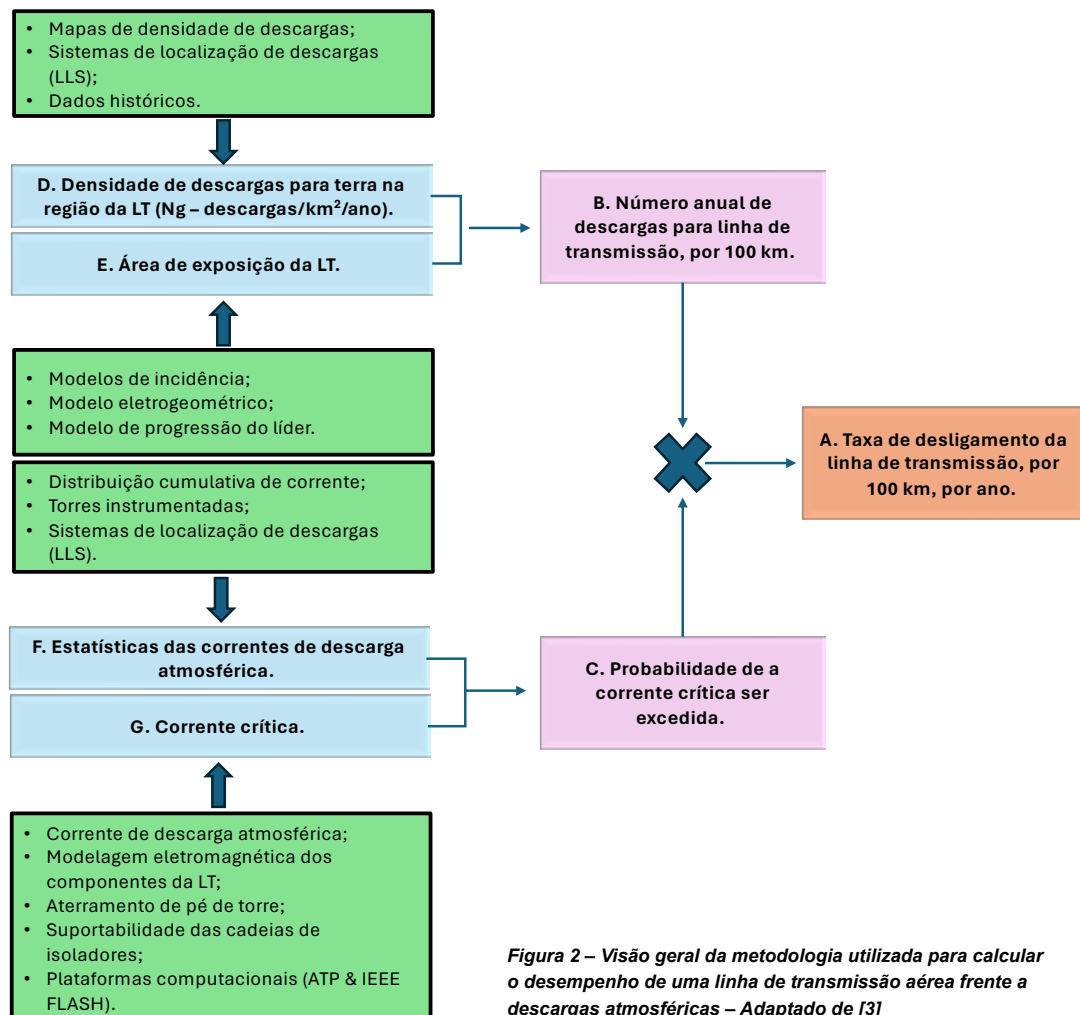 • Mapas de densidade de descargas;
• Sistemas de localização de descargas
(LLS);
• Dados históricos.
D. Densidade de descargas para terra na
região da LT (Ng – descargas/km²/ano).
E. Área de exposição da LT.
B. Número anual de
descargas para linha de
transmissão, por 100 km.
• Modelos de incidência;
• Modelo eletrogeométrico;
• Modelo de progressão do líder.
• Distribuição cumulativa de corrente;
• Torres instrumentadas;
• Sistemas de localização de descargas
(LLS).
A. Taxa de desligamento da
linha de transmissão, por
100 km, por ano.
F. Estatísticas das correntes de descarga
atmosférica.
G. Corrente crítica.
C. Probabilidade de a
corrente crítica ser
excedida.
• Corrente de descarga atmosférica;
• Modelagem eletromagnética dos
componentes da LT;
• Aterramento de pé de torre;
• Suportabilidade das cadeias de
isoladores;
• Plataformas computacionais (ATP & IEEE
FLASH).
Figura 2 – Visão geral da metodologia utilizada para calcular
o desempenho de uma linha de transmissão aérea frente a
descargas atmosféricas – Adaptado de [3]